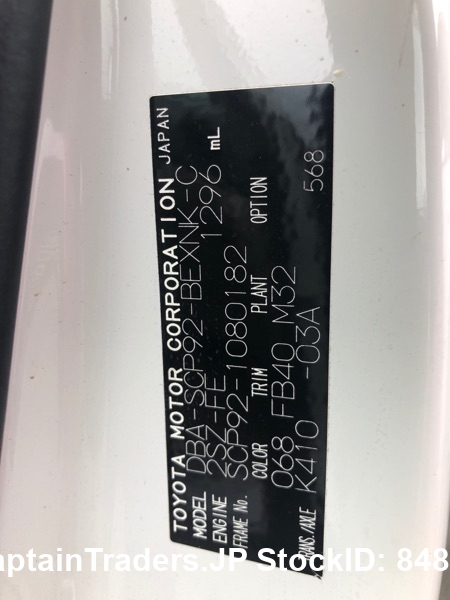 TOYOTA MOTOR CORPORATION JAPAN
MODEL DBA-SCP92-BEXNK-C
ENGINE 2SZ-FE 1296 mL
FRAME No. SCP92-1080182
COLOR TRIM PLANT OPTION
068 FB40 M32
TRANS./AXLE K410 -03A 568
aptainTraders.JP StockID: 848